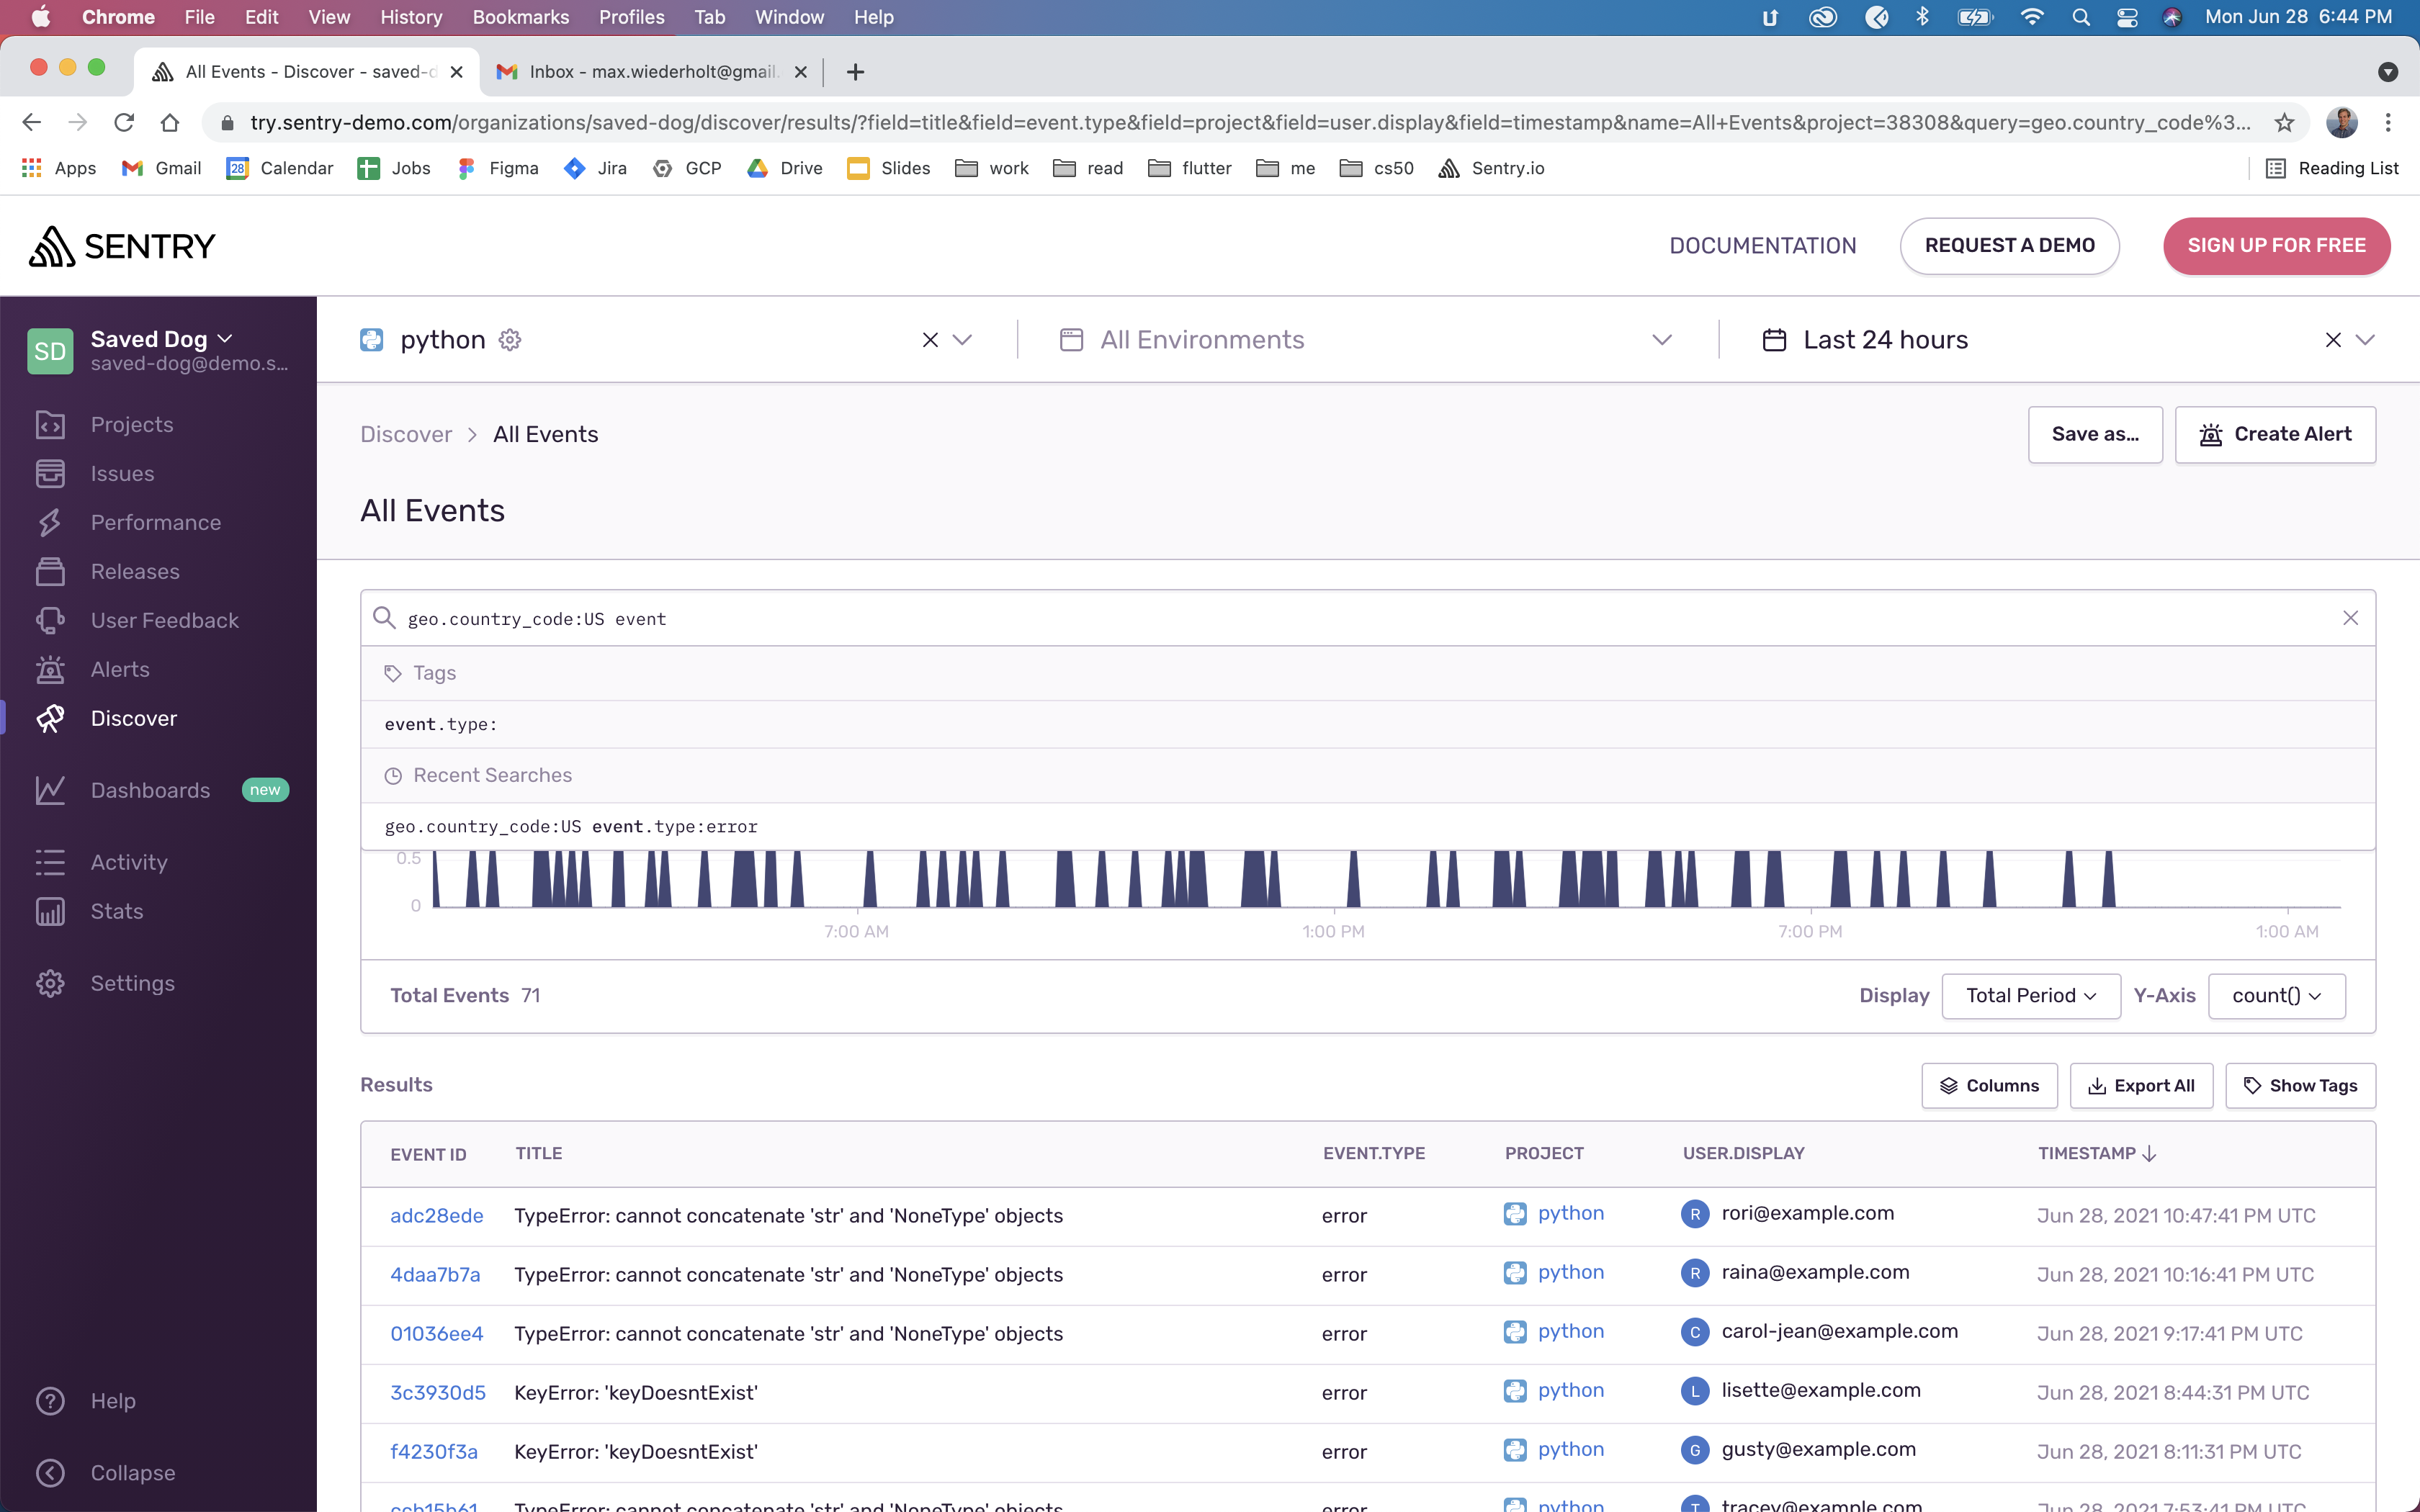 Chrome File Edit View History Bookmarks Profiles Tab Window Help Mon Jun 28 6:44 PM
All Events - Discover - saved-d Inbox - max.wiederholt@gmail.
try.sentry-demo.com/organizations/saved-dog/discover/results/?field=title&field=event.type&field=project&field=user.display&field=timestamp&name=All+Events&project=38308&query=geo.country_code%3...
Apps Gmail 28 Calendar Jobs Figma Jira GCP Drive Slides work read flutter me cs50 Sentry.io Reading List
SENTRY DOCUMENTATION REQUEST A DEMO SIGN UP FOR FREE
SD Saved Dog
saved-dog@demo.s...
python All Environments Last 24 hours
Projects
Issues
Performance
Releases
User Feedback
Alerts
Discover
Dashboards new
Activity
Stats
Settings
Help
Collapse
Discover > All Events Save as... Create Alert
All Events
geo.country_code:US event
Tags
event.type:
Recent Searches
geo.country_code:US event.type:error
0.5
0
7:00 AM 1:00 PM 7:00 PM 1:00 AM
Total Events 71 Display Total Period Y-Axis count()
Results Columns Export All Show Tags
EVENT ID TITLE EVENT.TYPE PROJECT USER.DISPLAY TIMESTAMP
adc28ede TypeError: cannot concatenate 'str' and 'NoneType' objects error python R rori@example.com Jun 28, 2021 10:47:41 PM UTC
4daa7b7a TypeError: cannot concatenate 'str' and 'NoneType' objects error python R raina@example.com Jun 28, 2021 10:16:41 PM UTC
01036ee4 TypeError: cannot concatenate 'str' and 'NoneType' objects error python C carol-jean@example.com Jun 28, 2021 9:17:41 PM UTC
3c3930d5 KeyError: 'keyDoesntExist' error python L lisette@example.com Jun 28, 2021 8:44:31 PM UTC
f4230f3a KeyError: 'keyDoesntExist' error python G gusty@example.com Jun 28, 2021 8:11:31 PM UTC
ccb15b61 TypeError: cannot concatenate 'str' and 'NoneType' objects error python T tracey@example.com Jun 28, 2021 7:53:41 PM UTC